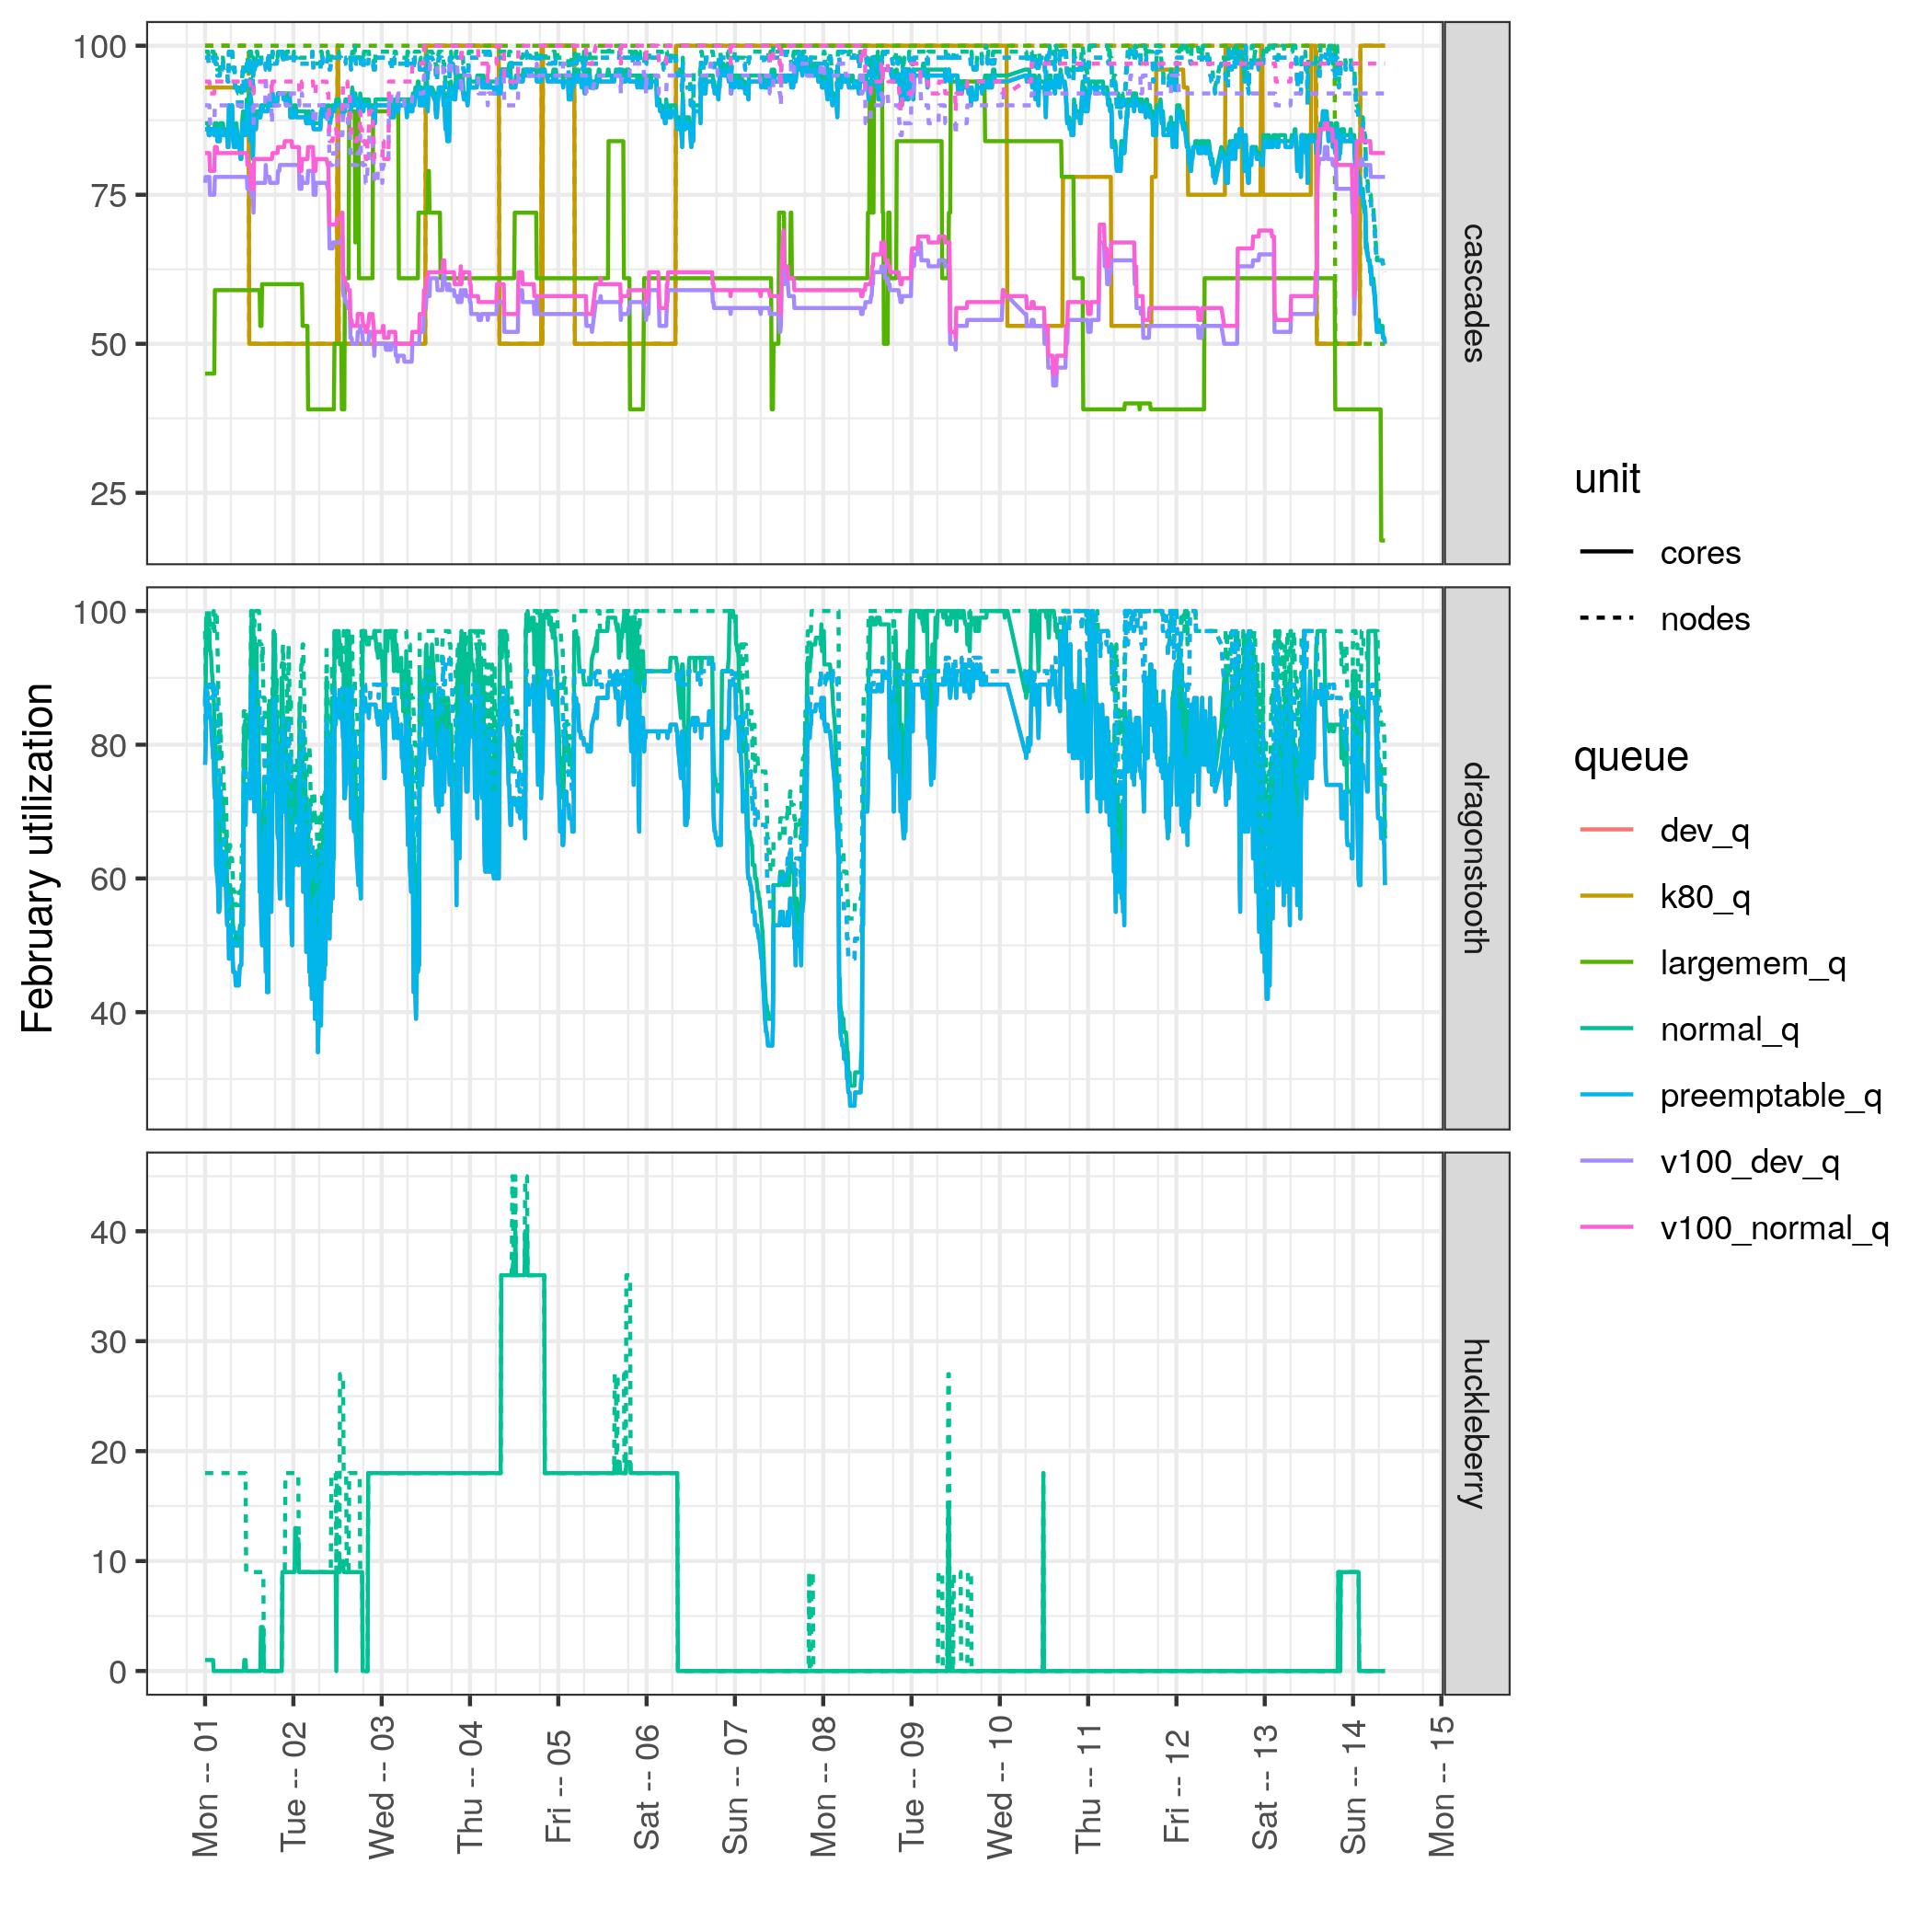 February utilization
100
75
50
25
cascades
100
80
60
40
dragonstooth
40
30
20
10
0
huckleberry
Mon -- 01
Tue -- 02
Wed -- 03
Thu -- 04
Fri -- 05
Sat -- 06
Sun -- 07
Mon -- 08
Tue -- 09
Wed -- 10
Thu -- 11
Fri -- 12
Sat -- 13
Sun -- 14
Mon -- 15
unit
cores
nodes
queue
dev_q
k80_q
largemem_q
normal_q
preemptable_q
v100_dev_q
v100_normal_q